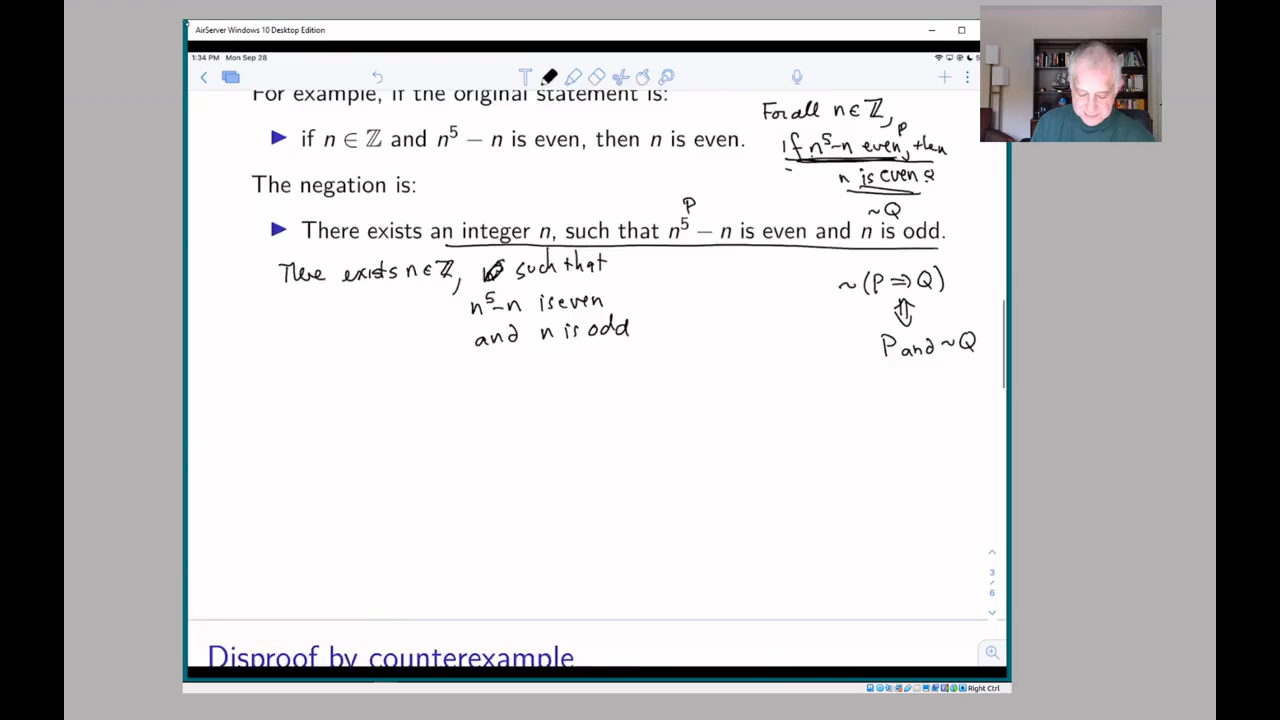 AirServer Windows 10 Desktop Edition
1:34 PM Mon Sep 28
For example, if the original statement is:
▶ if n ∈ ℤ and n⁵ − n is even, then n is even.
For all n ∈ ℤ,
P
If n⁵−n even, then
n is even Q
The negation is:
P
~Q
▶ There exists an integer n, such that n⁵ − n is even and n is odd.
There exists n ∈ ℤ, such that
n⁵−n is even
and n is odd
~(P ⇒ Q)
⇕
P and ~Q
3
/
6
Disproof by counterexample
Right Ctrl